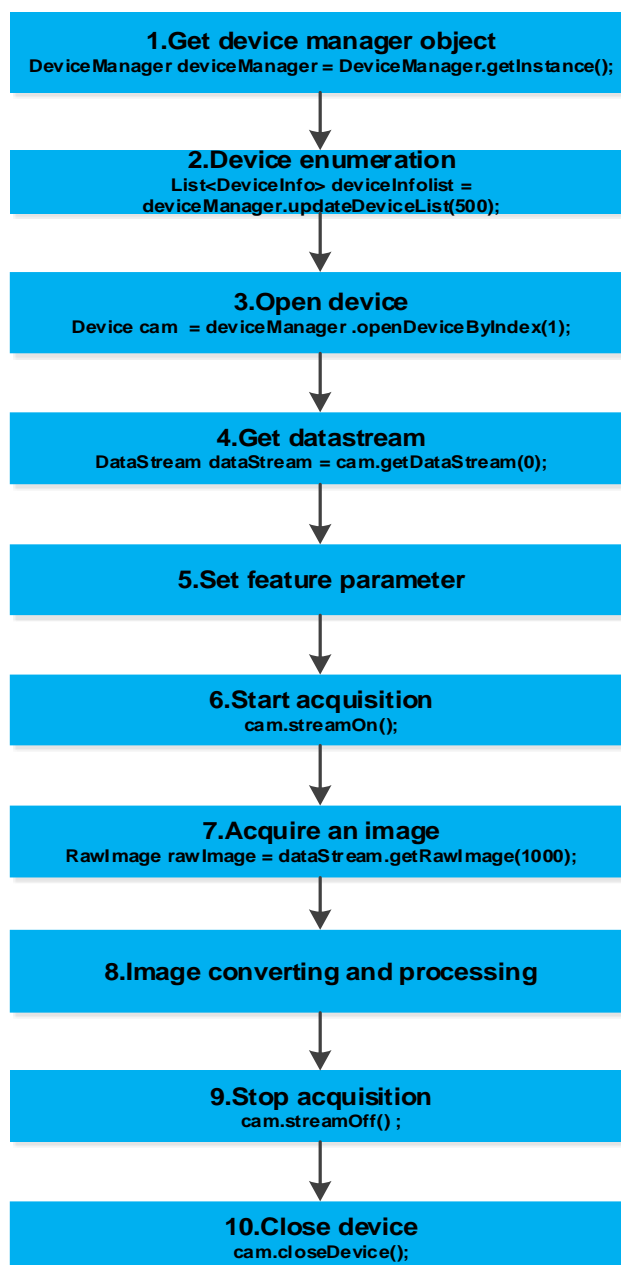 1.Get device manager object
DeviceManager deviceManager = DeviceManager.getInstance();
2.Device enumeration
List<DeviceInfo> deviceInfolist =
deviceManager.updateDeviceList(500);
3.Open device
Device cam = deviceManager .openDeviceByIndex(1);
4.Get datastream
DataStream dataStream = cam.getDataStream(0);
5.Set feature parameter
6.Start acquisition
cam.streamOn();
7.Acquire an image
RawImage rawImage = dataStream.getRawImage(1000);
8.Image converting and processing
9.Stop acquisition
cam.streamOff() ;
10.Close device
cam.closeDevice();